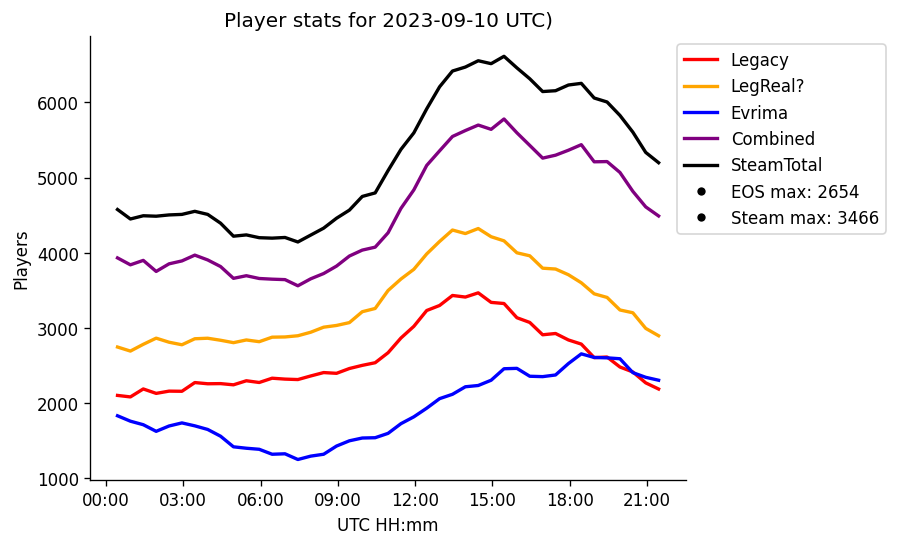 Player stats for 2023-09-10 UTC)
Legacy
LegReal?
Evrima
Combined
SteamTotal
EOS max: 2654
Steam max: 3466
Players
6000
5000
4000
3000
2000
1000
00:00 03:00 06:00 09:00 12:00 15:00 18:00 21:00
UTC HH:mm